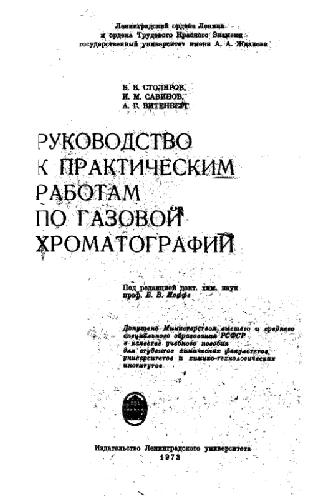 Ленинградский ордена Ленина
и ордена Трудового Красного Знамени
государственный университет имени А. А. Жданова
Б. В. СТОЛЯРОВ,
И. М. САВИНОВ,
А. Г. ВИТЕНБЕРГ
РУКОВОДСТВО
К ПРАКТИЧЕСКИМ
РАБОТАМ
ПО ГАЗОВОЙ
ХРОМАТОГРАФИИ
Под редакцией докт. хим. наук
проф. Б. В. Иоффе
Допущено Министерством высшего и среднего
специального образования РСФСР
в качестве учебного пособия
для студентов химических факультетов
университетов и химико-технологических
институтов
Издательство Ленинградского университета
1973